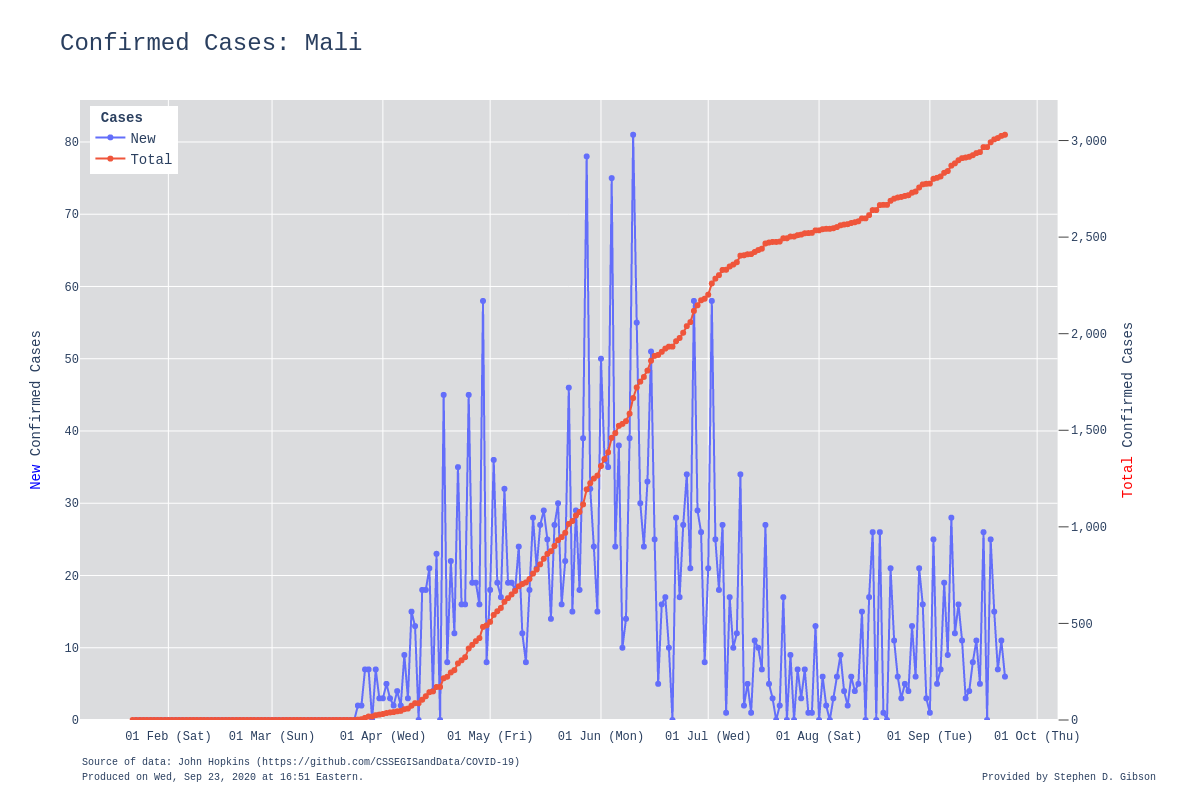 Confirmed Cases: Mali
Cases
New
Total
80
70
60
50
40
30
20
10
0
New Confirmed Cases
3,000
2,500
2,000
1,500
1,000
500
0
Total Confirmed Cases
01 Feb (Sat) 01 Mar (Sun) 01 Apr (Wed) 01 May (Fri) 01 Jun (Mon) 01 Jul (Wed) 01 Aug (Sat) 01 Sep (Tue) 01 Oct (Thu)
Source of data: John Hopkins (https://github.com/CSSEGISandData/COVID-19)
Produced on Wed, Sep 23, 2020 at 16:51 Eastern.
Provided by Stephen D. Gibson